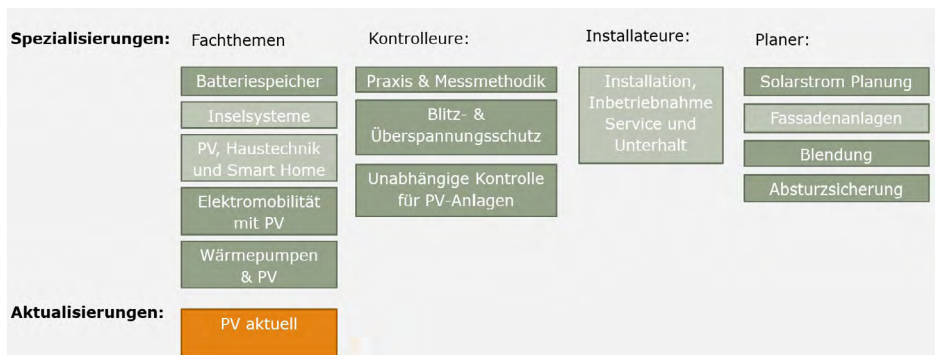 Spezialisierungen:
Fachthemen
Kontrolleure:
Installateure:
Planer:
Batteriespeicher
Inselsysteme
PV, Haustechnik
und Smart Home
Elektromobilität
mit PV
Wärmepumpen
& PV
Praxis & Messmethodik
Blitz- &
Überspannungsschutz
Unabhängige Kontrolle
für PV-Anlagen
Installation,
Inbetriebnahme
Service und
Unterhalt
Solarstrom Planung
Fassadenanlagen
Blendung
Absturzsicherung
Aktualisierungen:
PV aktuell